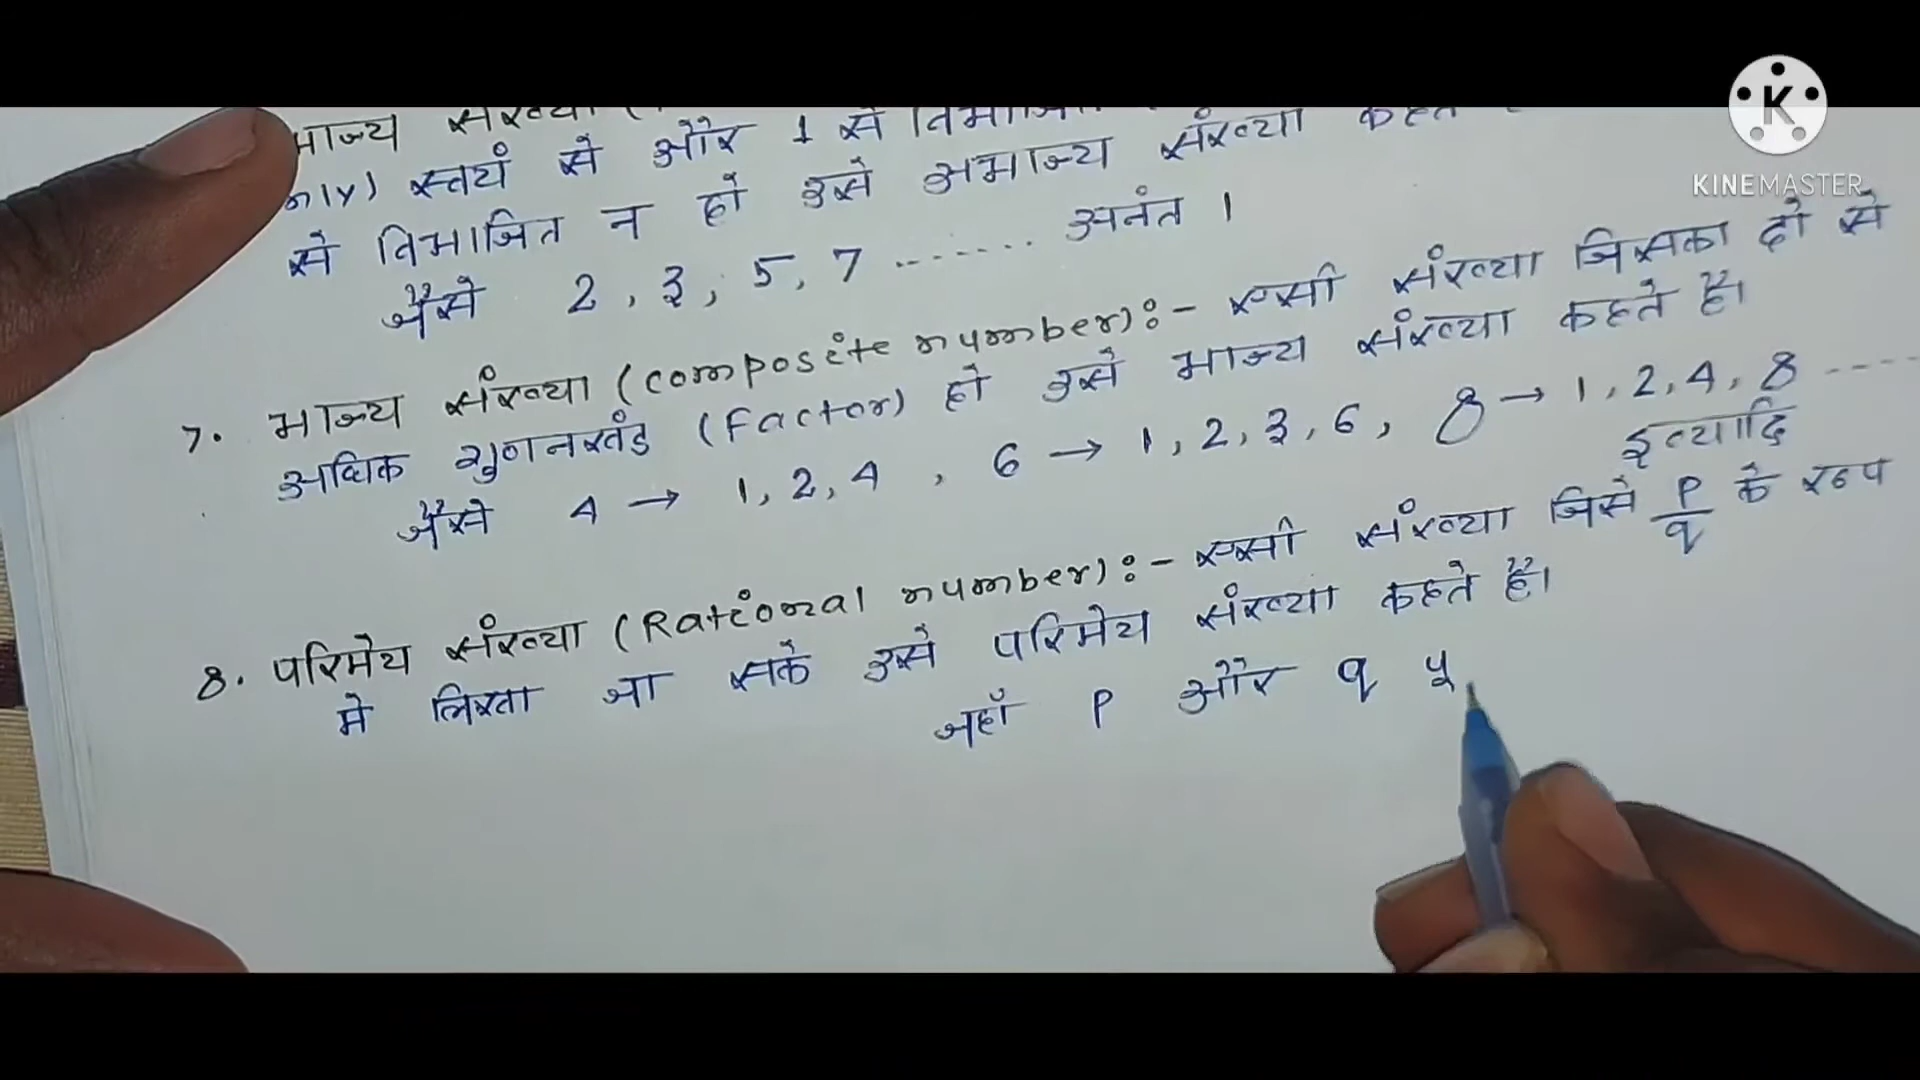 भाज्य संख्या (
nly) स्वयं से और 1 से विभाजित
से विभाजित न हो उसे अभाज्य संख्या कहते
जैसे 2, 3, 5, 7 ........ अनंत ।
7. भाज्य संख्या (composite number):- ऐसी संख्या जिसका दो से
अधिक गुणनखंड (Factor) हो उसे भाज्य संख्या कहते हैं।
जैसे 4 → 1, 2, 4 , 6 → 1, 2, 3, 6, 8 → 1, 2, 4, 8 ----
इत्यादि
8. परिमेय संख्या (Rational number):- ऐसी संख्या जिसे p/q के रूप
मे लिखा जा सके उसे परिमेय संख्या कहते हैं।
जहाँ p और q पू
KINEMASTER